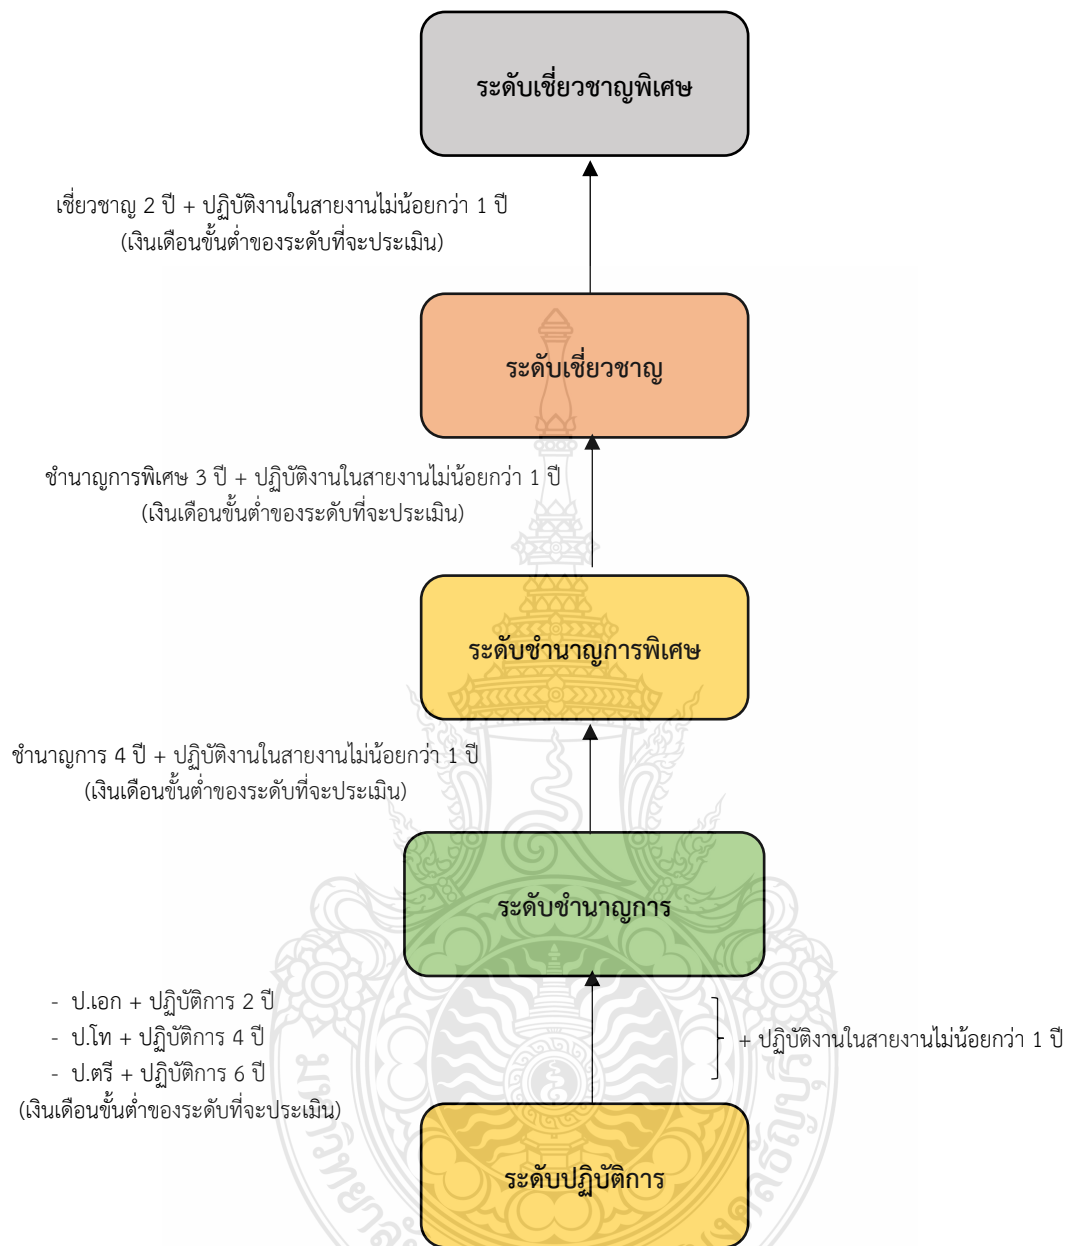 ระดับเชี่ยวชาญพิเศษ
เชี่ยวชาญ 2 ปี + ปฏิบัติงานในสายงานไม่น้อยกว่า 1 ปี
(เงินเดือนขั้นต่ำของระดับที่จะประเมิน)
ระดับเชี่ยวชาญ
ชำนาญการพิเศษ 3 ปี + ปฏิบัติงานในสายงานไม่น้อยกว่า 1 ปี
(เงินเดือนขั้นต่ำของระดับที่จะประเมิน)
ระดับชำนาญการพิเศษ
ชำนาญการ 4 ปี + ปฏิบัติงานในสายงานไม่น้อยกว่า 1 ปี
(เงินเดือนขั้นต่ำของระดับที่จะประเมิน)
ระดับชำนาญการ
- ป.เอก + ปฏิบัติการ 2 ปี
- ป.โท + ปฏิบัติการ 4 ปี
+ ปฏิบัติงานในสายงานไม่น้อยกว่า 1 ปี
- ป.ตรี + ปฏิบัติการ 6 ปี
(เงินเดือนขั้นต่ำของระดับที่จะประเมิน)
ระดับปฏิบัติการ